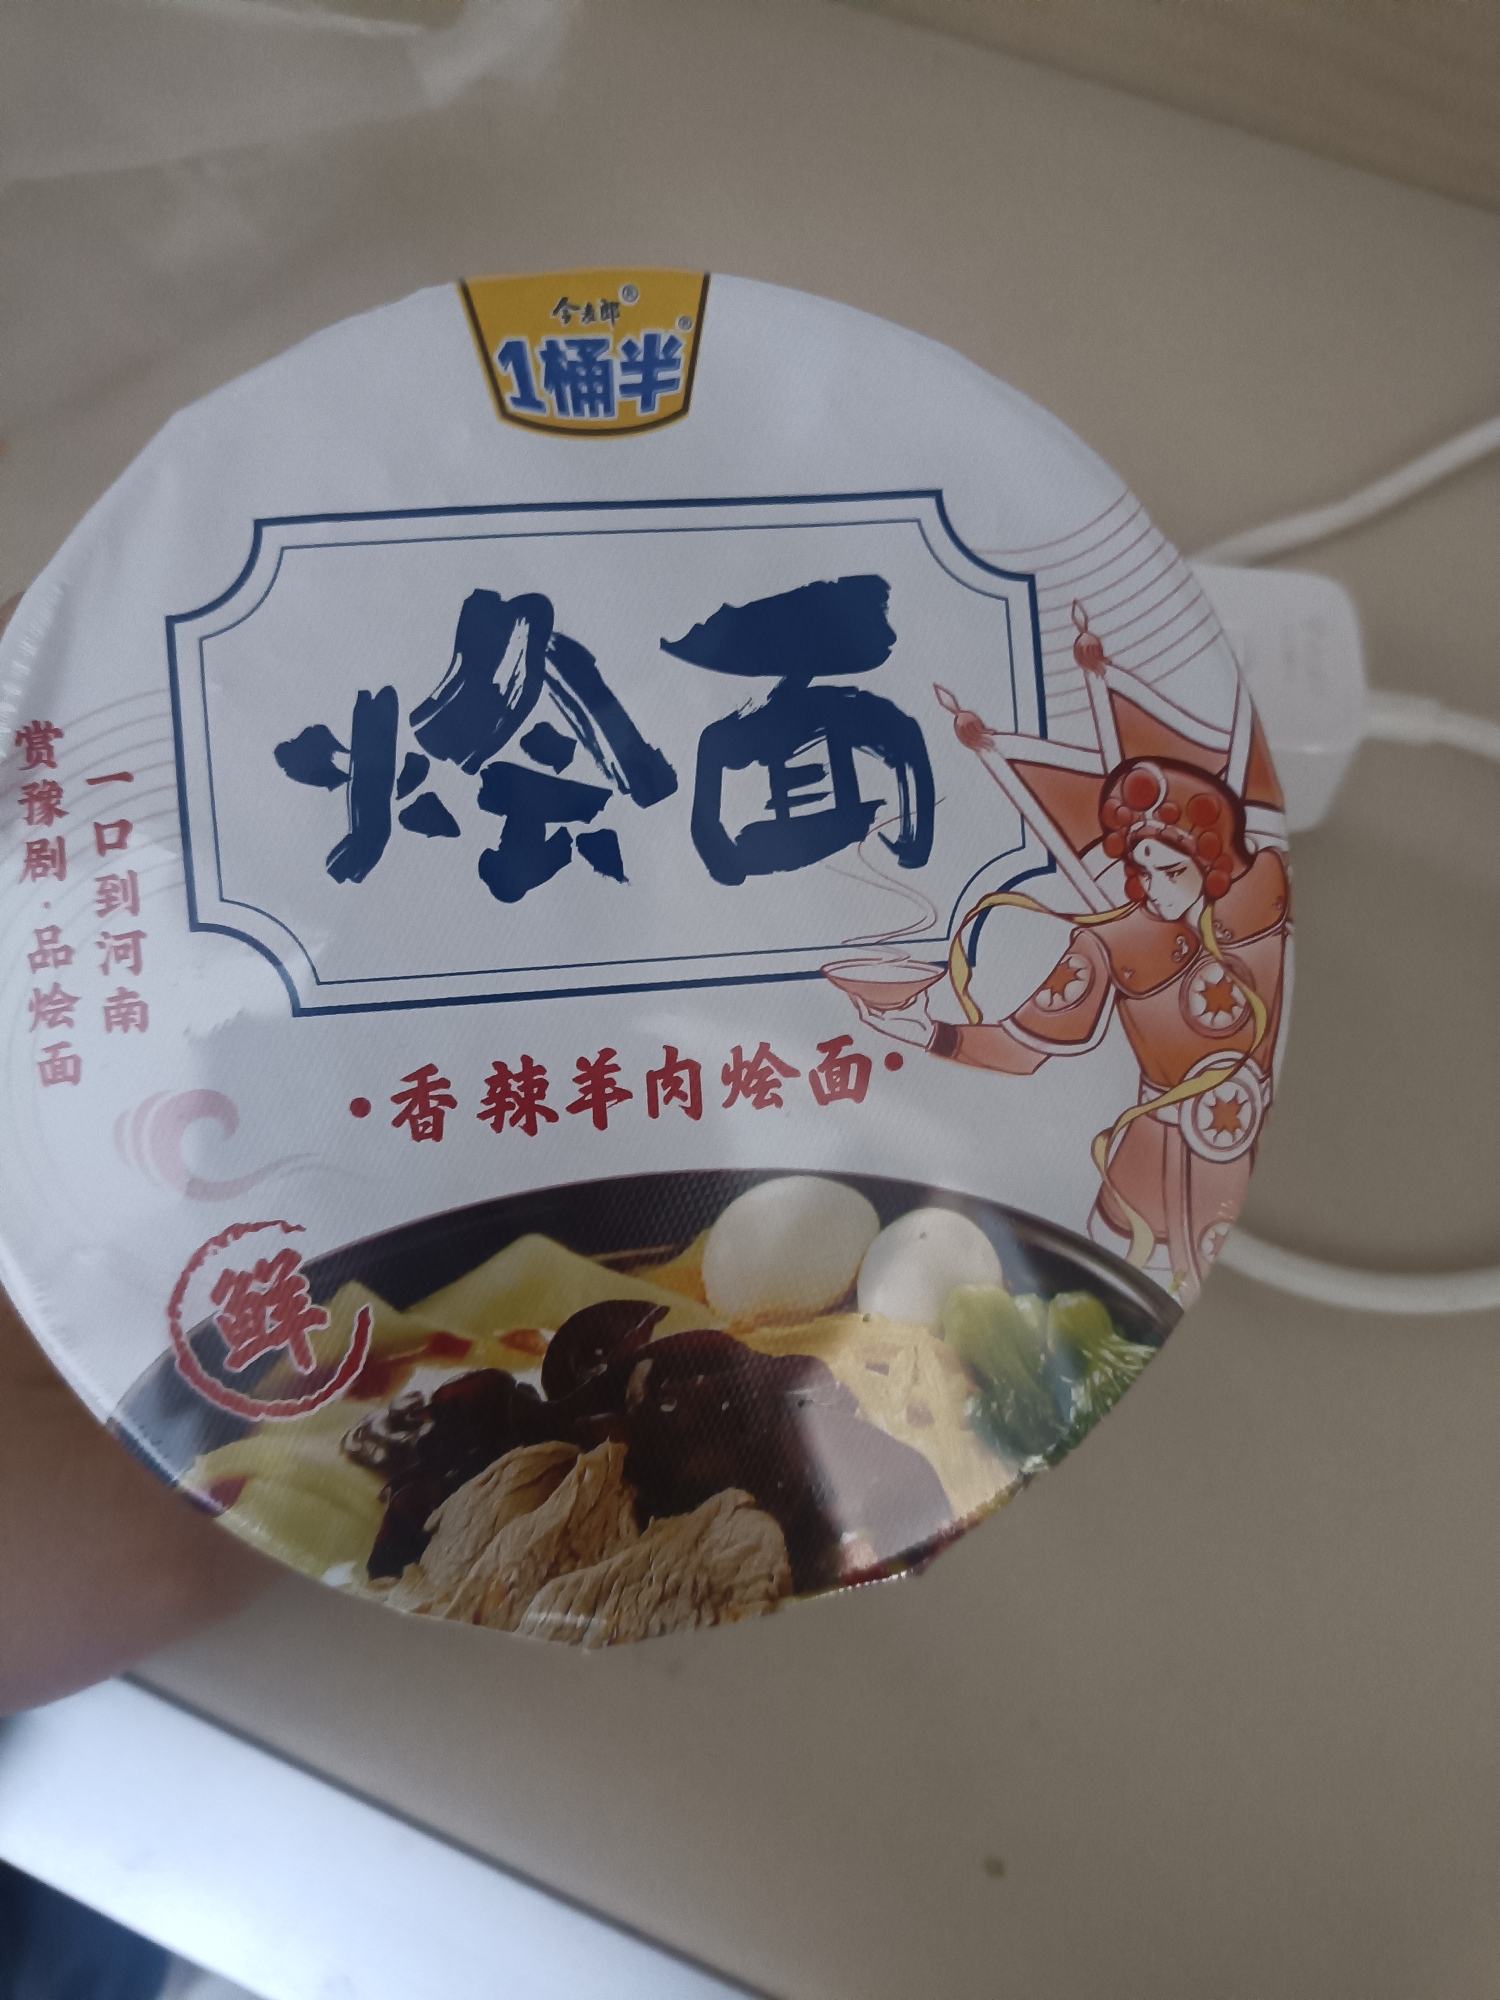 今麦郎®
1桶半®
烩面
一口到河南
赏豫剧·品烩面
·香辣羊肉烩面·
鲜